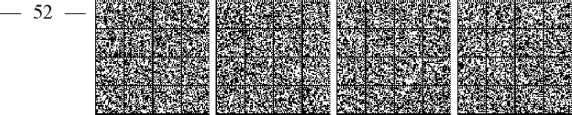 — 52 —